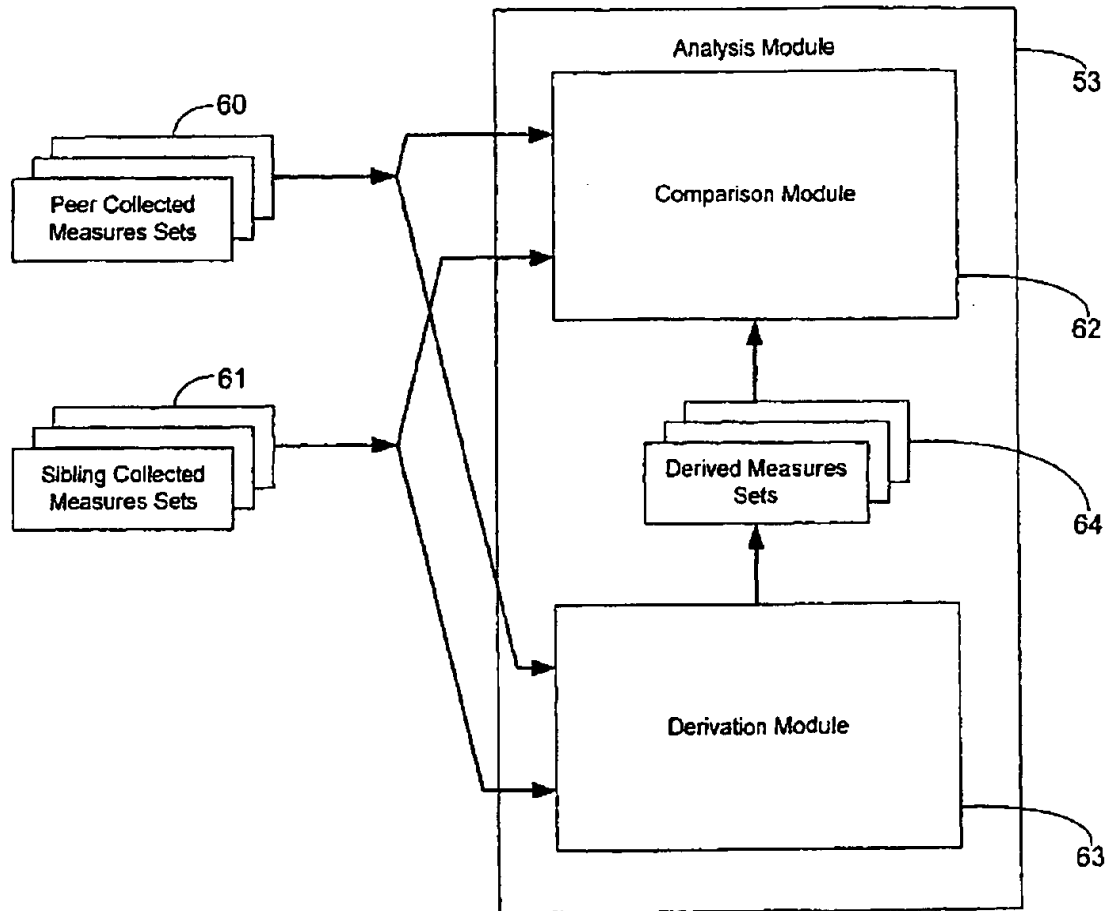 Analysis Module
53
60
Peer Collected
Measures Sets
Comparison Module
62
61
Sibling Collected
Measures Sets
Derived Measures
Sets
64
Derivation Module
63